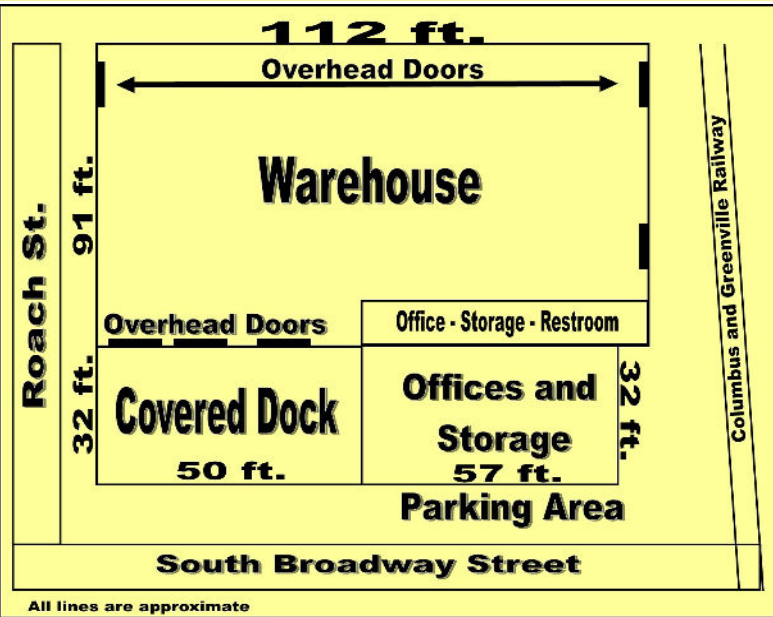 112 ft.
Overhead Doors
Warehouse
91 ft.
Roach St.
Columbus and Greenville Railway
Overhead Doors
Office - Storage - Restroom
32 ft.
Covered Dock
50 ft.
Offices and
Storage
57 ft.
32 ft.
Parking Area
South Broadway Street
All lines are approximate